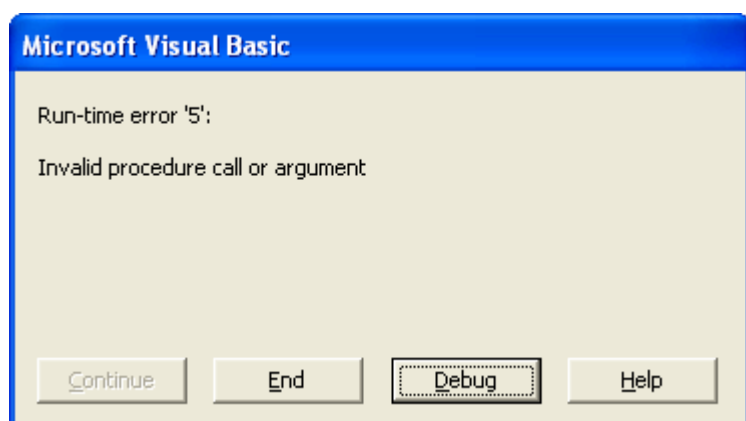 Microsoft Visual Basic
Run-time error '5':
Invalid procedure call or argument
Continue End Debug Help